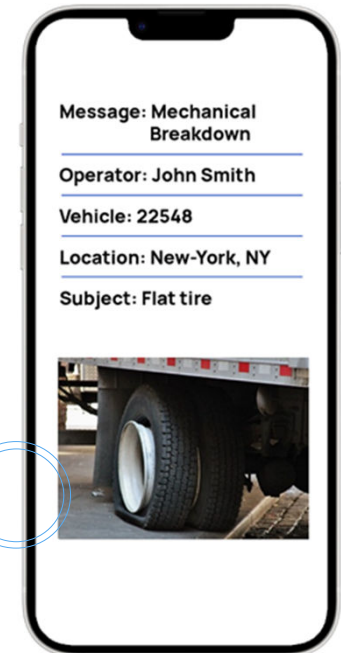 Message: Mechanical
Breakdown
Operator: John Smith
Vehicle: 22548
Location: New-York, NY
Subject: Flat tire